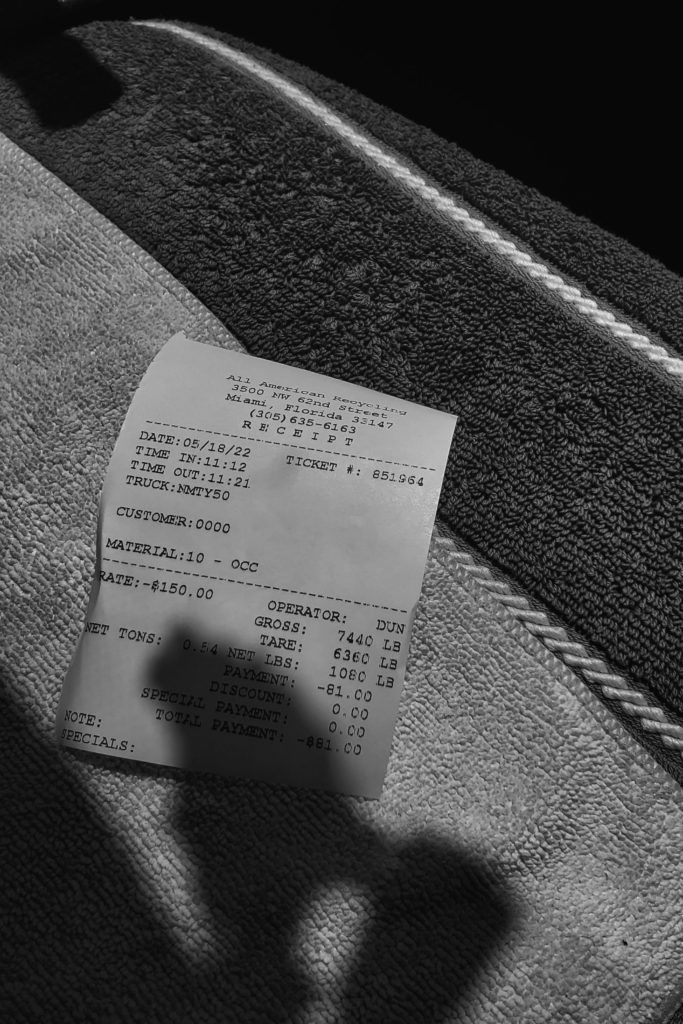 All American Recycling
3500 NW 62nd Street
Miami, Florida 33147
(305)635-6163
R E C E I P T
DATE:05/18/22
TIME IN:11:12 TICKET #: 851964
TIME OUT:11:21
TRUCK:NMTY50
CUSTOMER:0000
MATERIAL:10 - OCC
RATE:-$150.00 OPERATOR: DUN
GROSS: 7440 LB
TARE: 6360 LB
NET TONS: 0.54 NET LBS: 1080 LB
PAYMENT: -81.00
DISCOUNT: 0.00
SPECIAL PAYMENT: 0.00
TOTAL PAYMENT: -$81.00
NOTE:
SPECIALS: